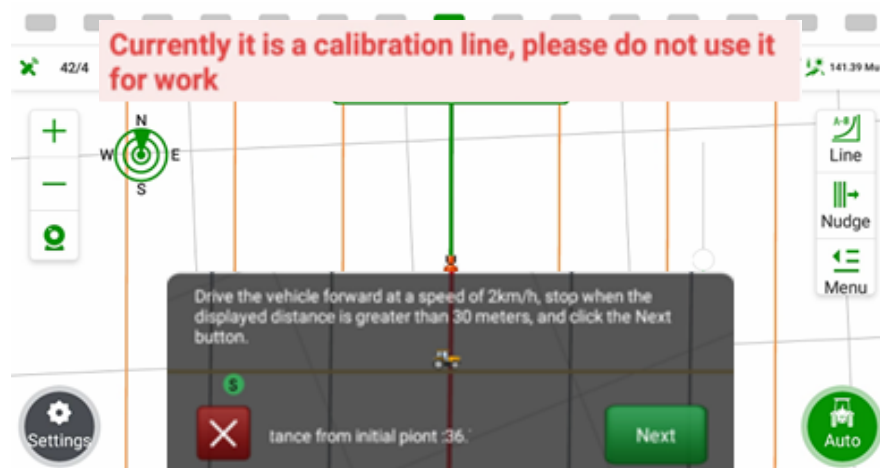 Currently it is a calibration line, please do not use it
for work
42/4
141.39 Mu
N
W
E
S
A-B
Line
Nudge
Menu
Drive the vehicle forward at a speed of 2km/h, stop when the
displayed distance is greater than 30 meters, and click the Next
button.
S
tance from initial piont :36.
Next
Settings
Auto